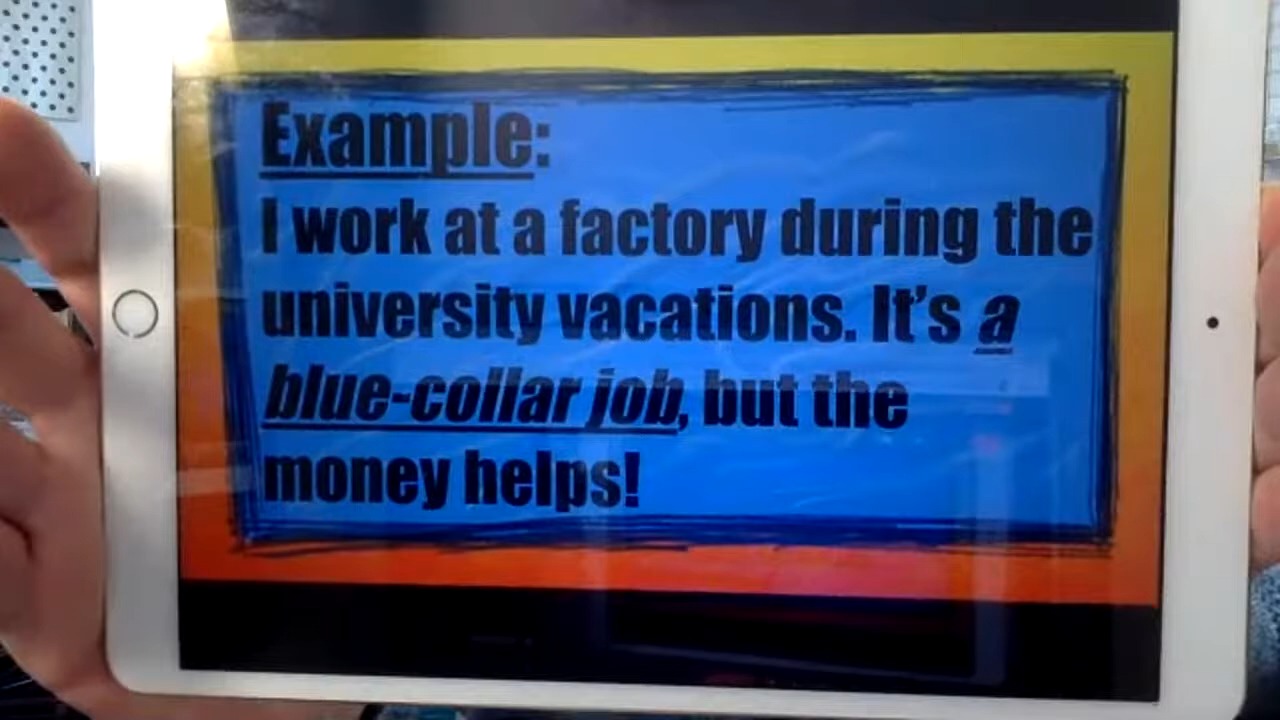 Example:
I work at a factory during the
university vacations. It's a
blue-collar job, but the
money helps!